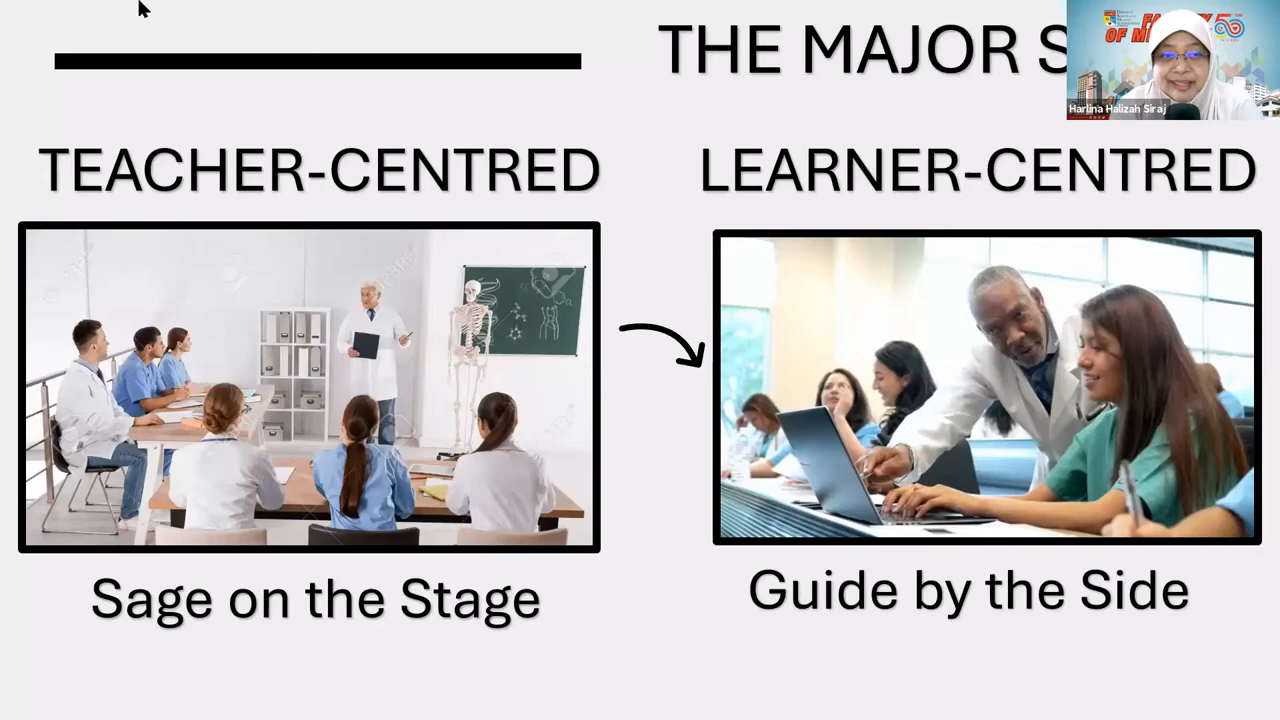 THE MAJOR S
Harlina Halizah Siraj
TEACHER-CENTRED
LEARNER-CENTRED
Sage on the Stage
Guide by the Side